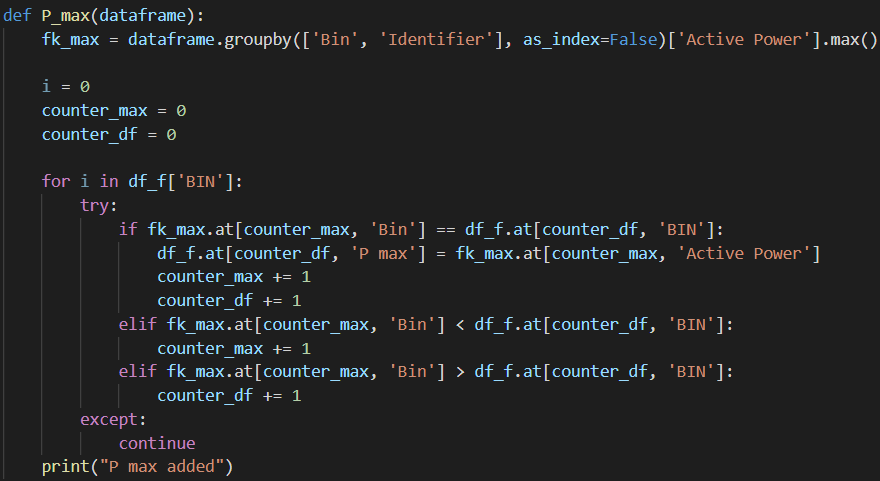 def P_max(dataframe):
    fk_max = dataframe.groupby(['Bin', 'Identifier'], as_index=False)['Active Power'].max()

    i = 0
    counter_max = 0
    counter_df = 0

    for i in df_f['BIN']:
        try:
            if fk_max.at[counter_max, 'Bin'] == df_f.at[counter_df, 'BIN']:
                df_f.at[counter_df, 'P max'] = fk_max.at[counter_max, 'Active Power']
                counter_max += 1
                counter_df += 1
            elif fk_max.at[counter_max, 'Bin'] < df_f.at[counter_df, 'BIN']:
                counter_max += 1
            elif fk_max.at[counter_max, 'Bin'] > df_f.at[counter_df, 'BIN']:
                counter_df += 1
        except:
            continue
    print("P max added")